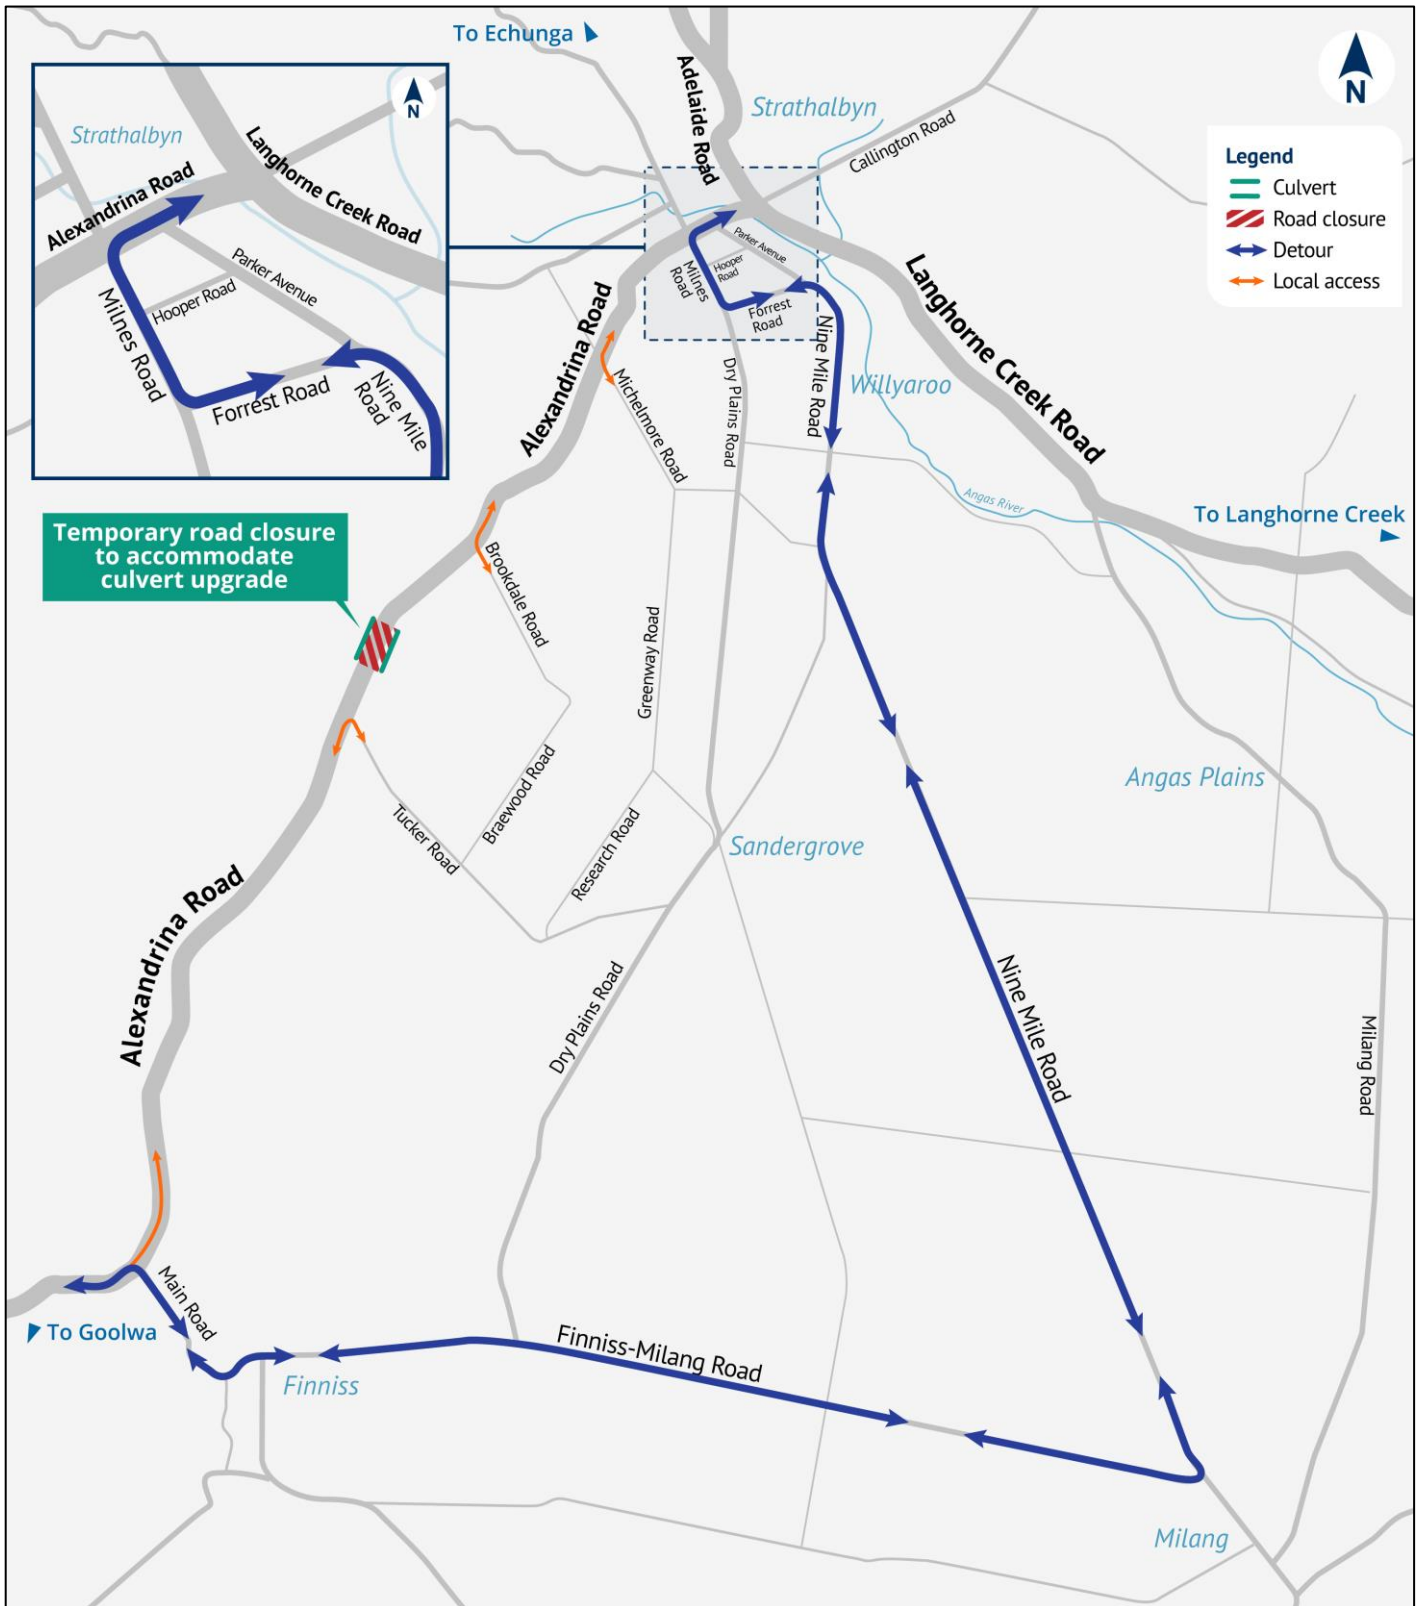 To Echunga
N
Strathalbyn
Adelaide Road
Callington Road
Legend
Culvert
Road closure
Detour
Local access
N
Strathalbyn
Alexandrina Road
Langhorne Creek Road
Parker Avenue
Hooper Road
Milnes Road
Forrest Road
Nine Mile
Road
Parker Avenue
Hooper
Road
Milnes
Road
Forrest
Road
Nine Mile Road
Willyaroo
Langhorne Creek Road
Alexandrina Road
Michelmore Road
Dry Plains Road
Angas River
To Langhorne Creek
Temporary road closure
to accommodate
culvert upgrade
Brookdale Road
Greenway Road
Braewood Road
Tucker Road
Research Road
Sandergrove
Angas Plains
Alexandrina Road
Dry Plains Road
Nine Mile Road
Milang Road
Main Road
To Goolwa
Finniss
Finniss-Milang Road
Milang